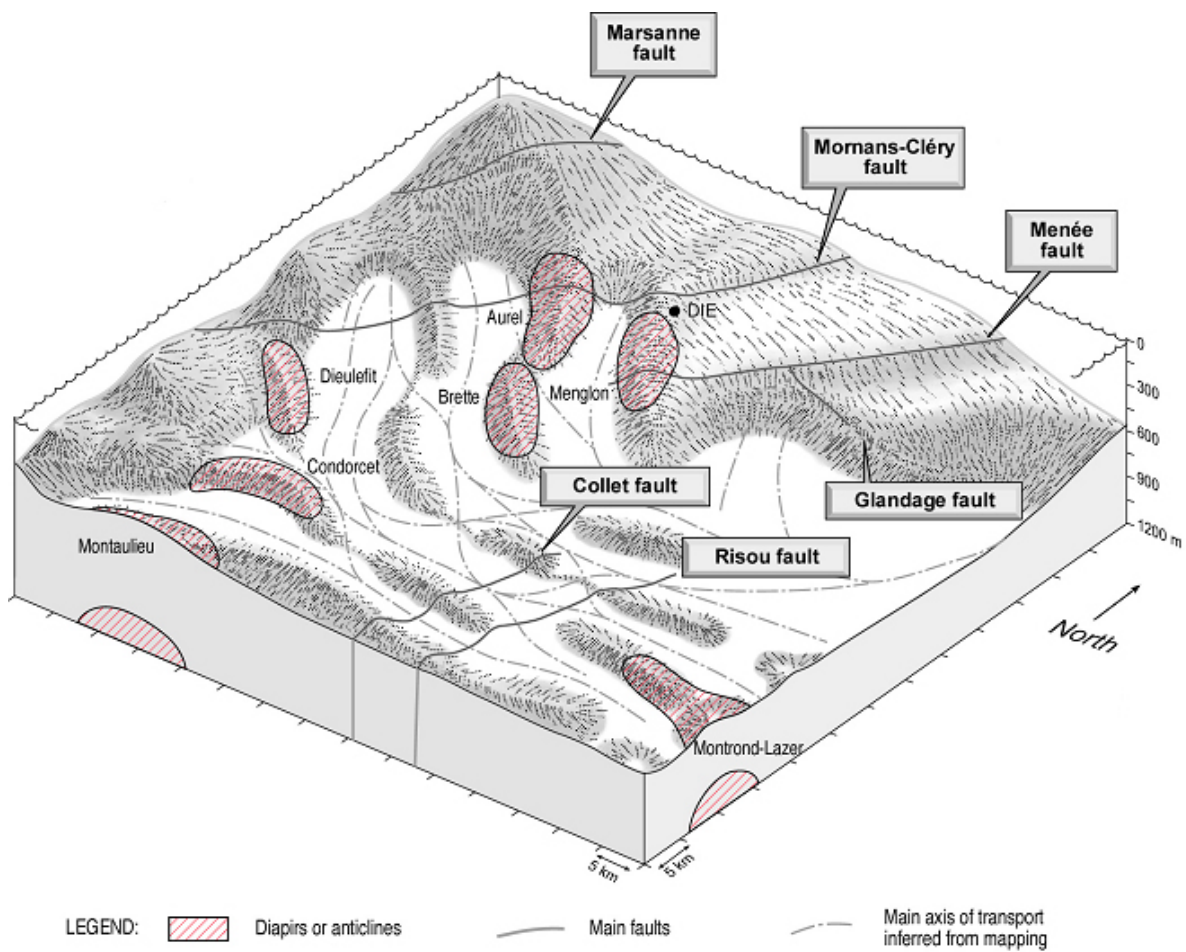 Marsanne
fault
Mornans-Cléry
fault
Menée
fault
DIE
Aurel
0
300
600
900
1200 m
Dieulefit
Brette
Menglon
Condorcet
Collet fault
Glandage fault
Montaulieu
Risou fault
North
Montrond-Lazer
5 km
5 km
LEGEND:
Diapirs or anticlines
Main faults
Main axis of transport
inferred from mapping